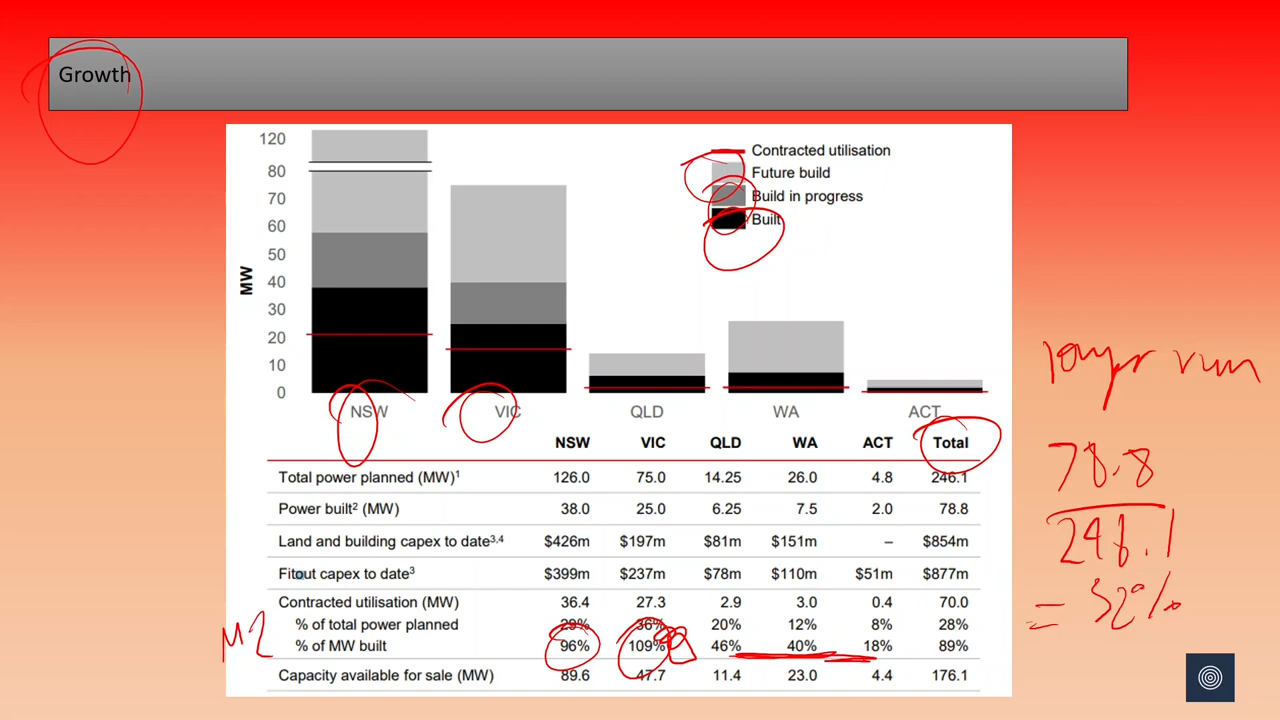 Growth
120
80
70
60
50
40
30
20
10
0
MW
Contracted utilisation
Future build
Build in progress
Built
NSW VIC QLD WA ACT
NSW VIC QLD WA ACT Total
Total power planned (MW)¹ 126.0 75.0 14.25 26.0 4.8 246.1
Power built² (MW) 38.0 25.0 6.25 7.5 2.0 78.8
Land and building capex to date³,⁴ $426m $197m $81m $151m – $854m
Fitout capex to date³ $399m $237m $78m $110m $51m $877m
Contracted utilisation (MW) 36.4 27.3 2.9 3.0 0.4 70.0
% of total power planned 29% 36% 20% 12% 8% 28%
% of MW built 96% 109% 46% 40% 18% 89%
Capacity available for sale (MW) 89.6 47.7 11.4 23.0 4.4 176.1
M2
longer run
78.8
246.1
= 32%